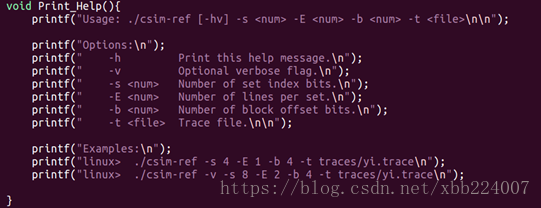 void Print_Help(){
    printf("Usage: ./csim-ref [-hv] -s <num> -E <num> -b <num> -t <file>\n\n");
    printf("Options:\n");
    printf("    -h         Print this help message.\n");
    printf("    -v         Optional verbose flag.\n");
    printf("    -s <num>   Number of set index bits.\n");
    printf("    -E <num>   Number of lines per set.\n");
    printf("    -b <num>   Number of block offset bits.\n");
    printf("    -t <file>  Trace file.\n\n");
    printf("Examples:\n");
    printf("linux>  ./csim-ref -s 4 -E 1 -b 4 -t traces/yi.trace\n");
    printf("linux>  ./csim-ref -v -s 8 -E 2 -b 4 -t traces/yi.trace\n");
https://blog.csdn.net/xbb224007
}